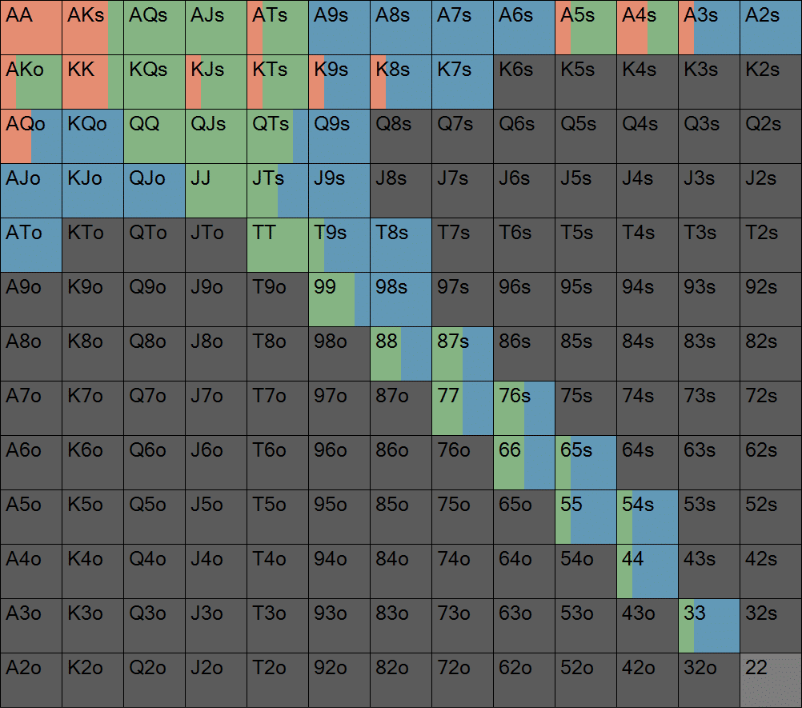 AA AKs AQs AJs ATs A9s A8s A7s A6s A5s A4s A3s A2s
AKo KK KQs KJs KTs K9s K8s K7s K6s K5s K4s K3s K2s
AQo KQo QQ QJs QTs Q9s Q8s Q7s Q6s Q5s Q4s Q3s Q2s
AJo KJo QJo JJ JTs J9s J8s J7s J6s J5s J4s J3s J2s
ATo KTo QTo JTo TT T9s T8s T7s T6s T5s T4s T3s T2s
A9o K9o Q9o J9o T9o 99 98s 97s 96s 95s 94s 93s 92s
A8o K8o Q8o J8o T8o 98o 88 87s 86s 85s 84s 83s 82s
A7o K7o Q7o J7o T7o 97o 87o 77 76s 75s 74s 73s 72s
A6o K6o Q6o J6o T6o 96o 86o 76o 66 65s 64s 63s 62s
A5o K5o Q5o J5o T5o 95o 85o 75o 65o 55 54s 53s 52s
A4o K4o Q4o J4o T4o 94o 84o 74o 64o 54o 44 43s 42s
A3o K3o Q3o J3o T3o 93o 83o 73o 63o 53o 43o 33 32s
A2o K2o Q2o J2o T2o 92o 82o 72o 62o 52o 42o 32o 22